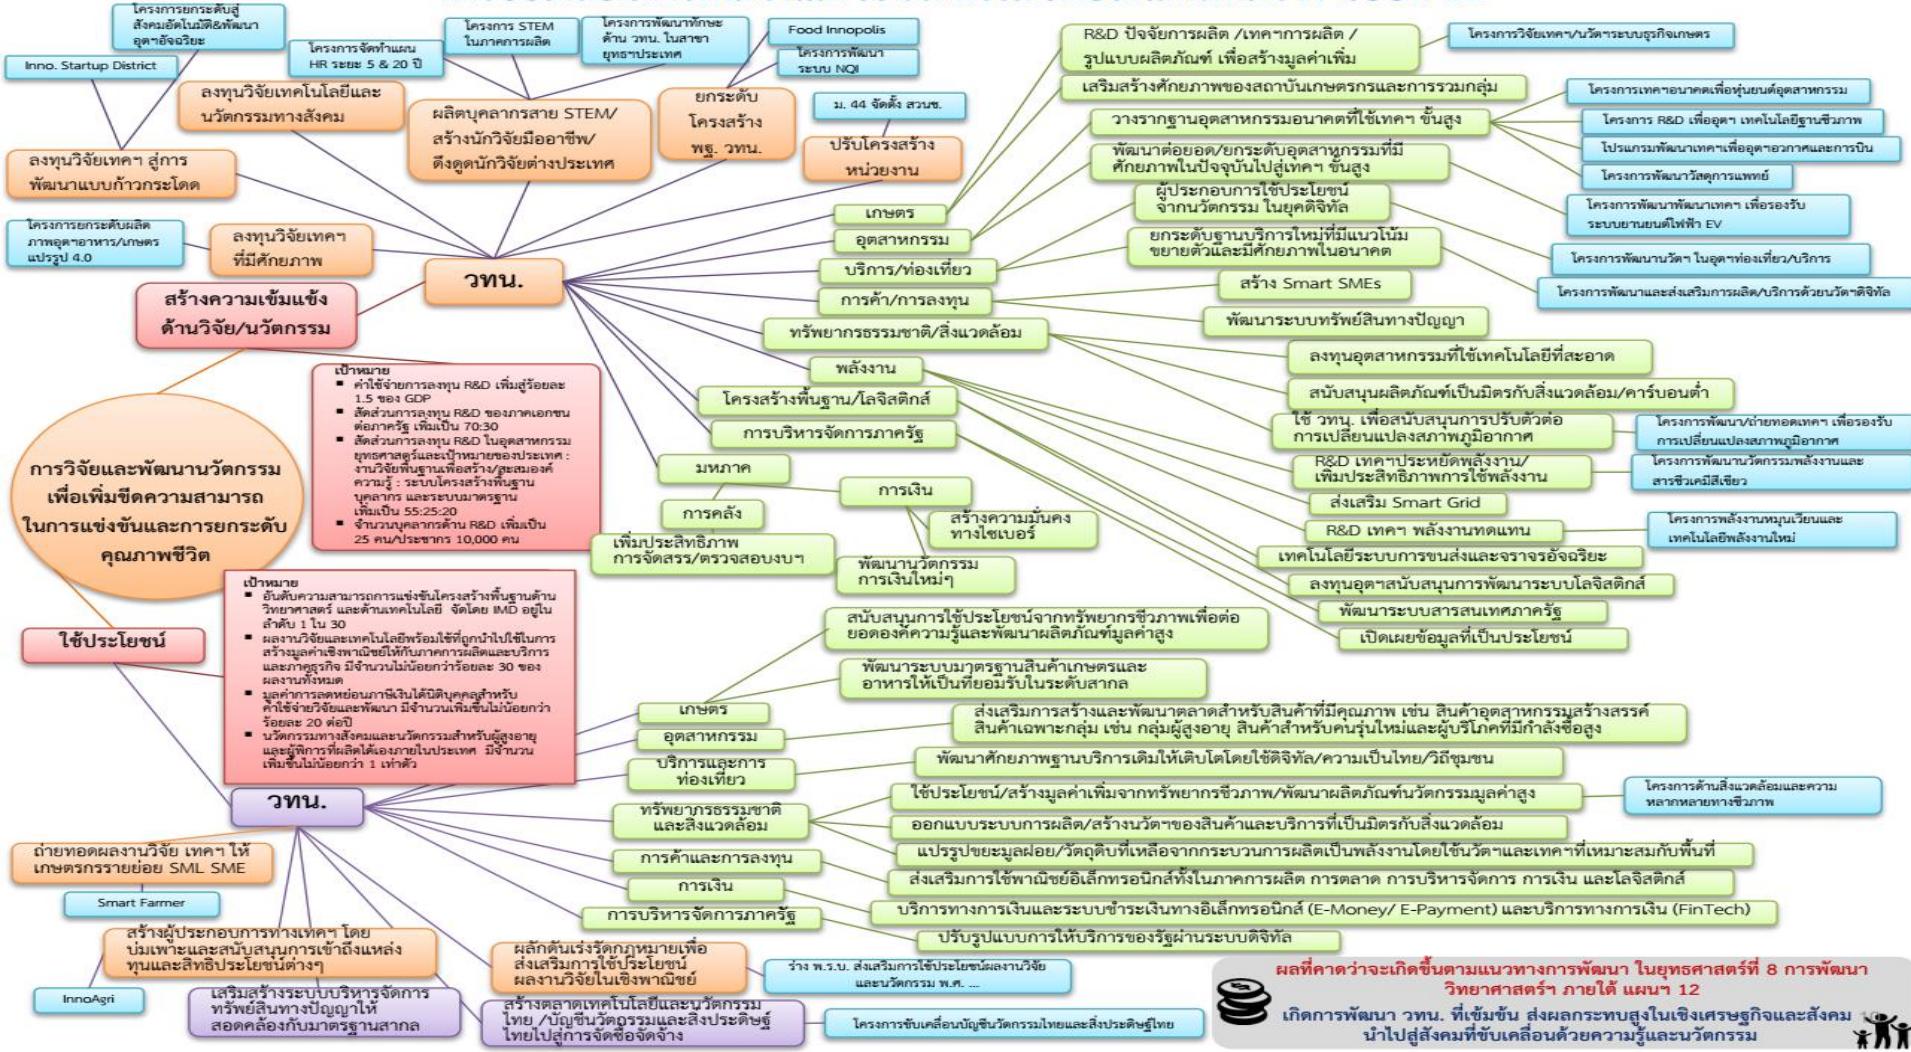 โครงการยกระดับสู่
สังคมอัตโนมัติ&พัฒนา
อุตฯอัจฉริยะ
Inno. Startup District
โครงการจัดทำแผน
HR ระยะ 5 & 20 ปี
โครงการ STEM
ในภาคการผลิต
โครงการพัฒนาทักษะ
ด้าน วทน. ในสาขา
ยุทธฯประเทศ
Food Innopolis
โครงการพัฒนา
ระบบ NQI
ม. 44 จัดตั้ง สวนช.
ลงทุนวิจัยเทคโนโลยีและ
นวัตกรรมทางสังคม
ผลิตบุคลากรสาย STEM/
สร้างนักวิจัยมืออาชีพ/
ดึงดูดนักวิจัยต่างประเทศ
ยกระดับ
โครงสร้าง
พฐ. วทน.
ปรับโครงสร้าง
หน่วยงาน
ลงทุนวิจัยเทคฯ สู่การ
พัฒนาแบบก้าวกระโดด
โครงการยกระดับผลิต
ภาพอุตฯอาหาร/เกษตร
แปรรูป 4.0
ลงทุนวิจัยเทคฯ
ที่มีศักยภาพ
วทน.
สร้างความเข้มแข็ง
ด้านวิจัย/นวัตกรรม
เป้าหมาย
▪ ค่าใช้จ่ายการลงทุน R&D เพิ่มสู่ร้อยละ
1.5 ของ GDP
▪ สัดส่วนการลงทุน R&D ของภาคเอกชน
ต่อภาครัฐ เพิ่มเป็น 70:30
▪ สัดส่วนการลงทุน R&D ในอุตสาหกรรม
ยุทธศาสตร์และเป้าหมายของประเทศ :
งานวิจัยพื้นฐานเพื่อสร้าง/สะสมองค์
ความรู้ : ระบบโครงสร้างพื้นฐาน
บุคลากร และระบบมาตรฐาน
เพิ่มเป็น 55:25:20
▪ จำนวนบุคลากรด้าน R&D เพิ่มเป็น
25 คน/ประชากร 10,000 คน
การวิจัยและพัฒนานวัตกรรม
เพื่อเพิ่มขีดความสามารถ
ในการแข่งขันและการยกระดับ
คุณภาพชีวิต
เกษตร
อุตสาหกรรม
บริการ/ท่องเที่ยว
การค้า/การลงทุน
ทรัพยากรธรรมชาติ/สิ่งแวดล้อม
พลังงาน
โครงสร้างพื้นฐาน/โลจิสติกส์
การบริหารจัดการภาครัฐ
มหภาค
การคลัง
การเงิน
เพิ่มประสิทธิภาพ
การจัดสรร/ตรวจสอบงบฯ
สร้างความมั่นคง
ทางไซเบอร์
พัฒนานวัตกรรม
การเงินใหม่ๆ
R&D ปัจจัยการผลิต /เทคฯการผลิต /
รูปแบบผลิตภัณฑ์ เพื่อสร้างมูลค่าเพิ่ม
โครงการวิจัยเทคฯ/นวัตฯระบบธุรกิจเกษตร
เสริมสร้างศักยภาพของสถาบันเกษตรกรและการรวมกลุ่ม
วางรากฐานอุตสาหกรรมอนาคตที่ใช้เทคฯ ขั้นสูง
โครงการเทคฯอนาคตเพื่อหุ่นยนต์อุตสาหกรรม
โครงการ R&D เพื่ออุตฯ เทคโนโลยีฐานชีวภาพ
โปรแกรมพัฒนาเทคฯเพื่ออุตฯอวกาศและการบิน
โครงการพัฒนาวัสดุการแพทย์
พัฒนาต่อยอด/ยกระดับอุตสาหกรรมที่มี
ศักยภาพในปัจจุบันไปสู่เทคฯ ขั้นสูง
โครงการพัฒนาพัฒนาเทคฯ เพื่อรองรับ
ระบบยานยนต์ไฟฟ้า EV
ผู้ประกอบการใช้ประโยชน์
จากนวัตกรรม ในยุคดิจิทัล
ยกระดับฐานบริการใหม่ที่มีแนวโน้ม
ขยายตัวและมีศักยภาพในอนาคต
โครงการพัฒนานวัตฯ ในอุตฯท่องเที่ยว/บริการ
โครงการพัฒนาและส่งเสริมการผลิต/บริการด้วยนวัตฯดิจิทัล
สร้าง Smart SMEs
พัฒนาระบบทรัพย์สินทางปัญญา
ลงทุนอุตสาหกรรมที่ใช้เทคโนโลยีที่สะอาด
สนับสนุนผลิตภัณฑ์เป็นมิตรกับสิ่งแวดล้อม/คาร์บอนต่ำ
ใช้ วทน. เพื่อสนับสนุนการปรับตัวต่อ
การเปลี่ยนแปลงสภาพภูมิอากาศ
โครงการพัฒนา/ถ่ายทอดเทคฯ เพื่อรองรับ
การเปลี่ยนแปลงสภาพภูมิอากาศ
R&D เทคฯประหยัดพลังงาน/
เพิ่มประสิทธิภาพการใช้พลังงาน
โครงการพัฒนานวัตกรรมพลังงานและ
สารชีวเคมีสีเขียว
ส่งเสริม Smart Grid
R&D เทคฯ พลังงานทดแทน
โครงการพลังงานหมุนเวียนและ
เทคโนโลยีพลังงานใหม่
เทคโนโลยีระบบการขนส่งและจราจรอัจฉริยะ
ลงทุนอุตฯสนับสนุนการพัฒนาระบบโลจิสติกส์
พัฒนาระบบสารสนเทศภาครัฐ
เปิดเผยข้อมูลที่เป็นประโยชน์
ใช้ประโยชน์
เป้าหมาย
▪ อันดับความสามารถการแข่งขันโครงสร้างพื้นฐานด้าน
วิทยาศาสตร์ และด้านเทคโนโลยี จัดโดย IMD อยู่ใน
ลำดับ 1 ใน 30
▪ ผลงานวิจัยและเทคโนโลยีพร้อมใช้ที่ถูกนำไปใช้ในการ
สร้างมูลค่าเชิงพาณิชย์ให้กับภาคการผลิตและบริการ
และภาคธุรกิจ มีจำนวนไม่น้อยกว่าร้อยละ 30 ของ
ผลงานทั้งหมด
▪ มูลค่าการลดหย่อนภาษีเงินได้นิติบุคคลสำหรับ
ค่าใช้จ่ายวิจัยและพัฒนา มีจำนวนเพิ่มขึ้นไม่น้อยกว่า
ร้อยละ 20 ต่อปี
▪ นวัตกรรมทางสังคมและนวัตกรรมสำหรับผู้สูงอายุ
และผู้พิการที่ผลิตได้เองภายในประเทศ มีจำนวน
เพิ่มขึ้นไม่น้อยกว่า 1 เท่าตัว
วทน.
เกษตร
อุตสาหกรรม
บริการและการ
ท่องเที่ยว
ทรัพยากรธรรมชาติ
และสิ่งแวดล้อม
การค้าและการลงทุน
การเงิน
การบริหารจัดการภาครัฐ
สนับสนุนการใช้ประโยชน์จากทรัพยากรชีวภาพเพื่อต่อ
ยอดองค์ความรู้และพัฒนาผลิตภัณฑ์มูลค่าสูง
พัฒนาระบบมาตรฐานสินค้าเกษตรและ
อาหารให้เป็นที่ยอมรับในระดับสากล
ส่งเสริมการสร้างและพัฒนาตลาดสำหรับสินค้าที่มีคุณภาพ เช่น สินค้าอุตสาหกรรมสร้างสรรค์
สินค้าเฉพาะกลุ่ม เช่น กลุ่มผู้สูงอายุ สินค้าสำหรับคนรุ่นใหม่และผู้บริโภคที่มีกำลังซื้อสูง
พัฒนาศักยภาพฐานบริการเดิมให้เติบโตโดยใช้ดิจิทัล/ความเป็นไทย/วิถีชุมชน
ใช้ประโยชน์/สร้างมูลค่าเพิ่มจากทรัพยากรชีวภาพ/พัฒนาผลิตภัณฑ์นวัตกรรมมูลค่าสูง
โครงการด้านสิ่งแวดล้อมและความ
หลากหลายทางชีวภาพ
ออกแบบระบบการผลิต/สร้างนวัตฯของสินค้าและบริการที่เป็นมิตรกับสิ่งแวดล้อม
แปรรูปขยะมูลฝอย/วัตถุดิบที่เหลือจากกระบวนการผลิตเป็นพลังงานโดยใช้นวัตฯและเทคฯที่เหมาะสมกับพื้นที่
ส่งเสริมการใช้พาณิชย์อิเล็กทรอนิกส์ทั้งในภาคการผลิต การตลาด การบริหารจัดการ การเงิน และโลจิสติกส์
บริการทางการเงินและระบบชำระเงินทางอิเล็กทรอนิกส์ (E-Money/ E-Payment) และบริการทางการเงิน (FinTech)
ปรับรูปแบบการให้บริการของรัฐผ่านระบบดิจิทัล
ถ่ายทอดผลงานวิจัย เทคฯ ให้
เกษตรกรรายย่อย SML SME
Smart Farmer
สร้างผู้ประกอบการทางเทคฯ โดย
บ่มเพาะและสนับสนุนการเข้าถึงแหล่ง
ทุนและสิทธิประโยชน์ต่างๆ
InnoAgri
เสริมสร้างระบบบริหารจัดการ
ทรัพย์สินทางปัญญาให้
สอดคล้องกับมาตรฐานสากล
ผลักดันเร่งรัดกฎหมายเพื่อ
ส่งเสริมการใช้ประโยชน์
ผลงานวิจัยในเชิงพาณิชย์
ร่าง พ.ร.บ. ส่งเสริมการใช้ประโยชน์ผลงานวิจัย
และนวัตกรรม พ.ศ. ...
สร้างตลาดเทคโนโลยีและนวัตกรรม
ไทย /บัญชีนวัตกรรมและสิ่งประดิษฐ์
ไทยไปสู่การจัดซื้อจัดจ้าง
โครงการขับเคลื่อนบัญชีนวัตกรรมไทยและสิ่งประดิษฐ์ไทย
ผลที่คาดว่าจะเกิดขึ้นตามแนวทางการพัฒนา ในยุทธศาสตร์ที่ 8 การพัฒนา
วิทยาศาสตร์ฯ ภายใต้ แผนฯ 12
เกิดการพัฒนา วทน. ที่เข้มข้น ส่งผลกระทบสูงในเชิงเศรษฐกิจและสังคม
นำไปสู่สังคมที่ขับเคลื่อนด้วยความรู้และนวัตกรรม